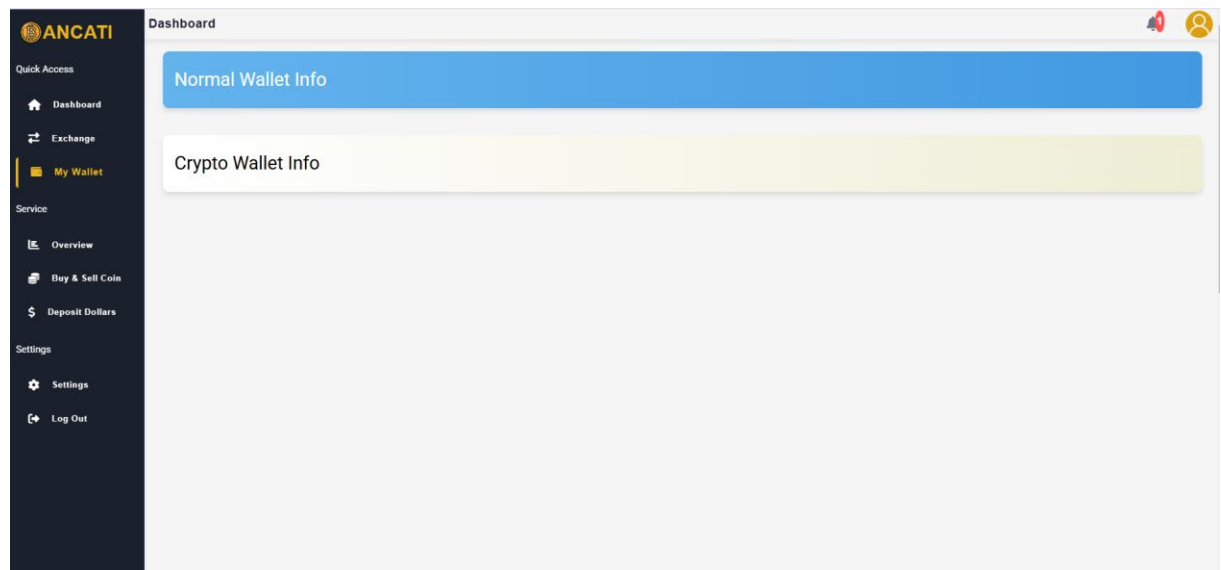 BANCATI
Quick Access
Dashboard
Exchange
My Wallet
Service
Overview
Buy & Sell Coin
Deposit Dollars
Settings
Settings
Log Out
Dashboard
1
Normal Wallet Info
Crypto Wallet Info